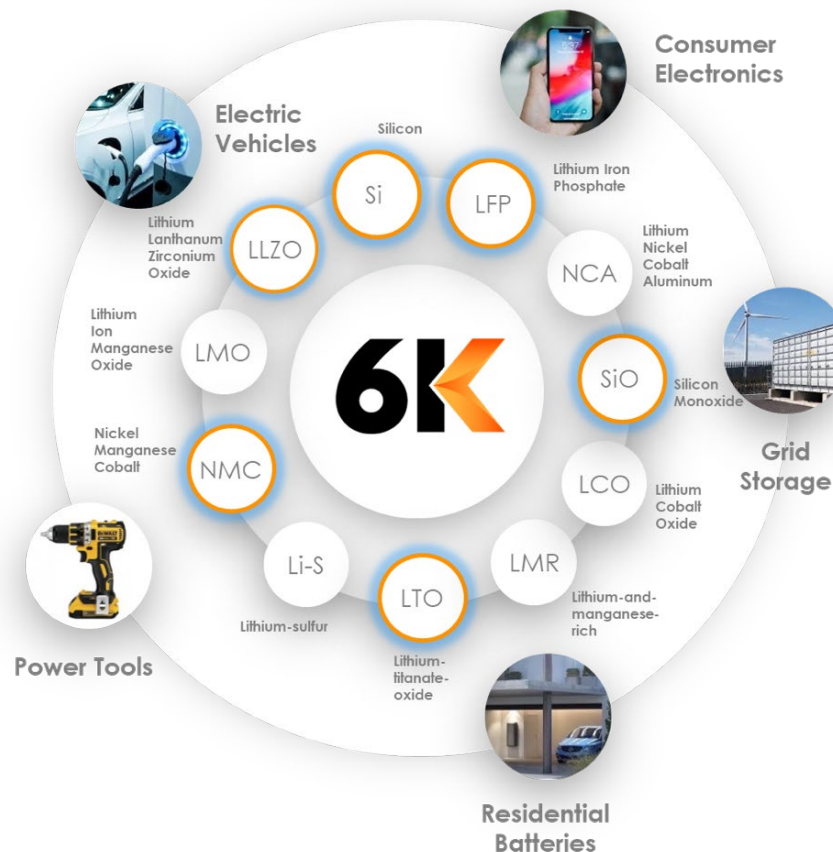 Consumer
Electronics
Electric
Vehicles
Silicon
Si
LFP
Lithium Iron
Phosphate
Lithium
Lanthanum
Zirconium
Oxide
LLZO
NCA
Lithium
Nickel
Cobalt
Aluminum
Lithium
Ion
Manganese
Oxide
LMO
6K
SiO
Silicon
Monoxide
Nickel
Manganese
Cobalt
NMC
Grid
Storage
LCO
Lithium
Cobalt
Oxide
Li-S
LTO
LMR
Lithium-and-
manganese-
rich
Lithium-sulfur
Lithium-
titanate-
oxide
DEWALT
Power Tools
Residential
Batteries